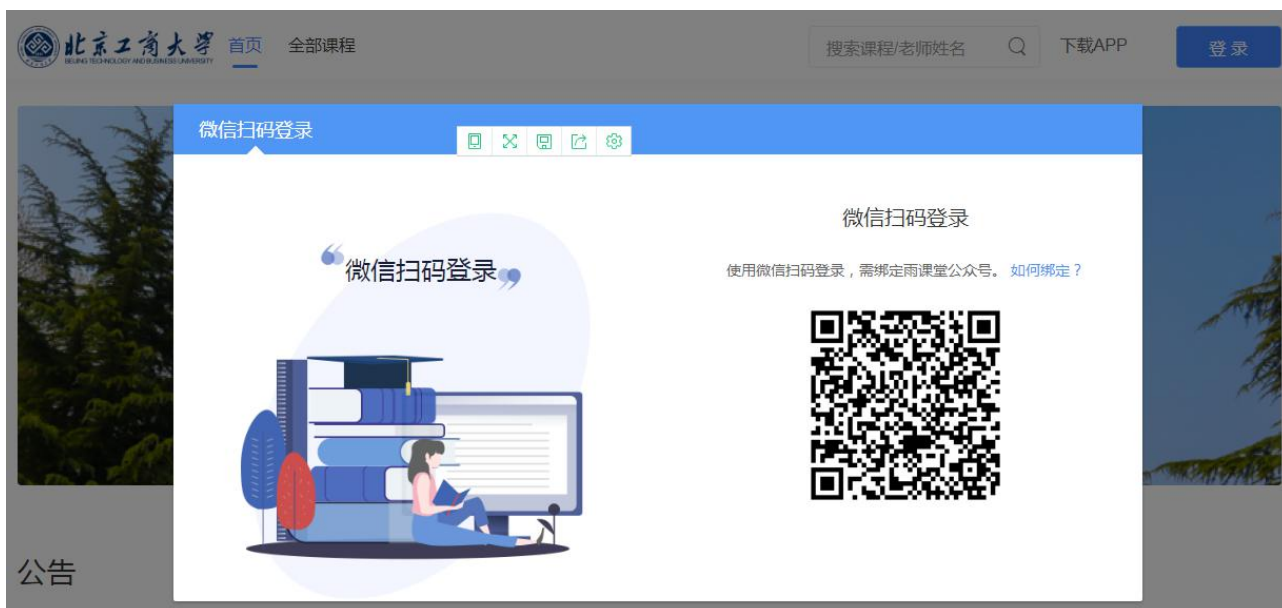 北京工商大学
BEIJING TECHNOLOGY AND BUSINESS UNIVERSITY
首页 全部课程 搜索课程/老师姓名 下载APP 登录
微信扫码登录
微信扫码登录
使用微信扫码登录，需绑定雨课堂公众号。 如何绑定？
“微信扫码登录”
公告